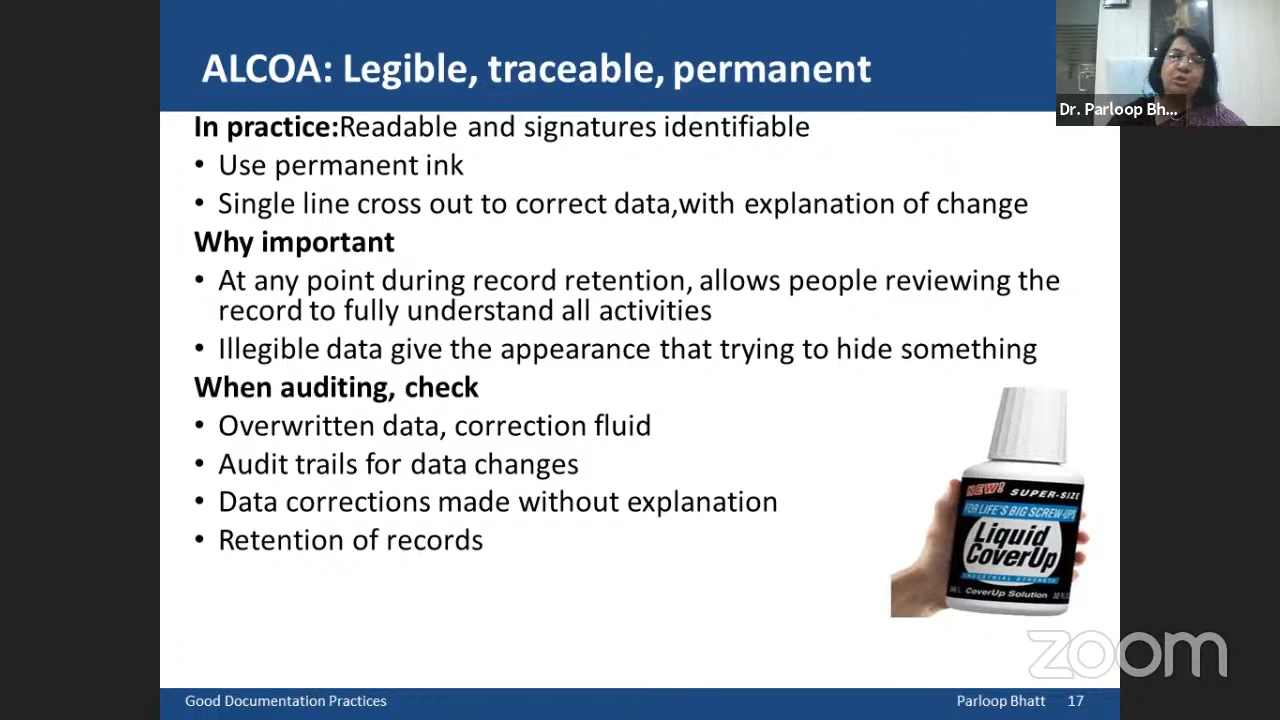 ALCOA: Legible, traceable, permanent
Dr. Parloop Bh...
In practice:Readable and signatures identifiable
• Use permanent ink
• Single line cross out to correct data,with explanation of change
Why important
• At any point during record retention, allows people reviewing the
record to fully understand all activities
• Illegible data give the appearance that trying to hide something
When auditing, check
• Overwritten data, correction fluid
• Audit trails for data changes
• Data corrections made without explanation
• Retention of records
NEW! SUPER-SIZE
FOR LIFE'S BIG SCREW-UPS
Liquid
CoverUp
INDUSTRIAL STRENGTH
CoverUp Solution
zoom
Good Documentation Practices
Parloop Bhatt 17